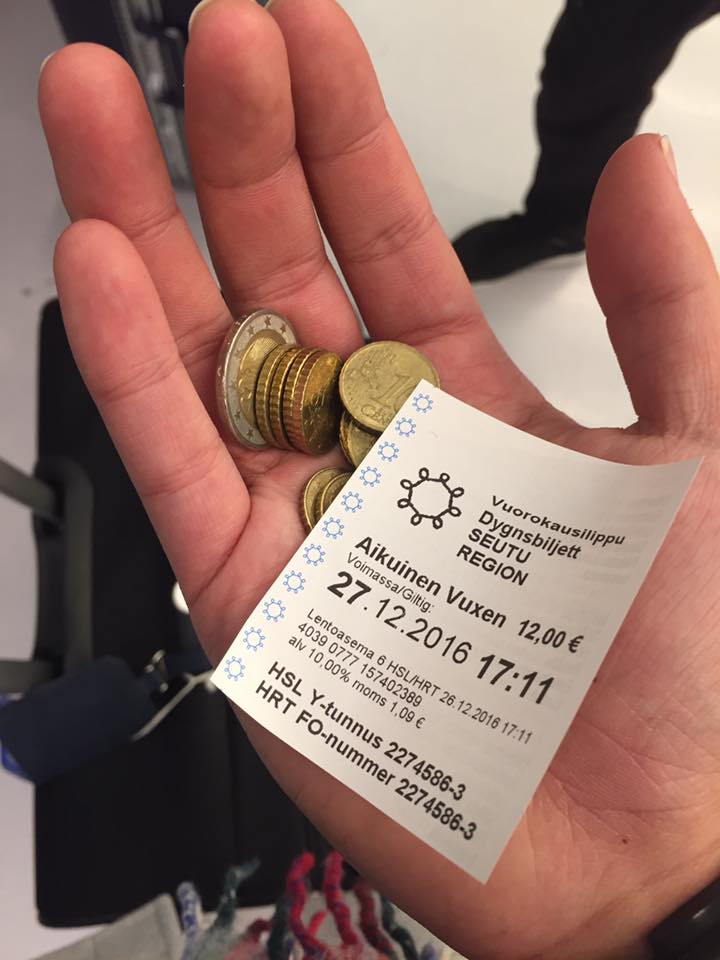 Vuorokausilippu
Dygnsbiljett
SEUTU
REGION
Aikuinen Vuxen 12,00 €
Voimassa/Giltig:
27.12.2016 17:11
Lentoasema 6 HSL/HRT 26.12.2016 17:11
4039 0777 157402389
alv 10,00% moms 1,09 €
HSL Y-tunnus 2274586-3
HRT FO-nummer 2274586-3